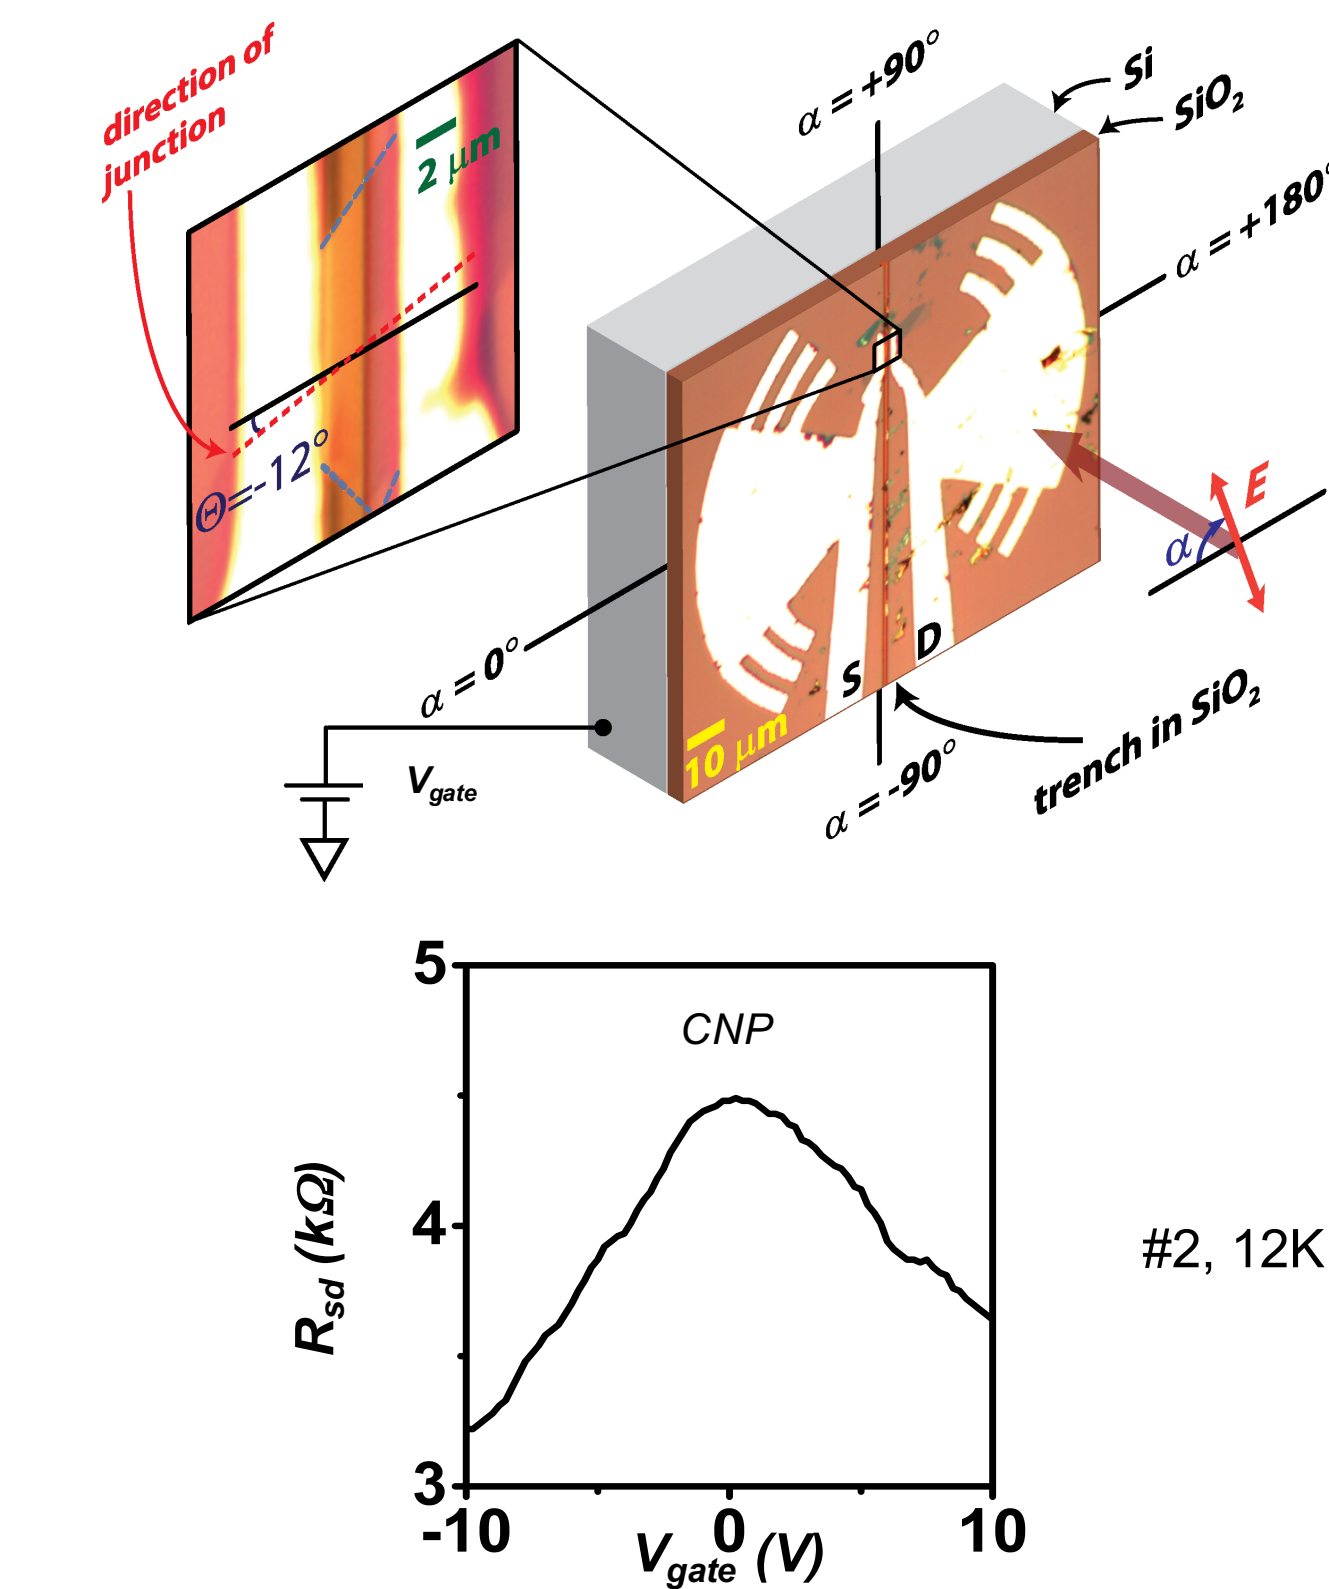 direction of
junction
2 μm
Θ=-12°
α = +90°
Si
SiO₂
α = +180°
E
α
α = 0°
S
D
10 μm
trench in SiO₂
α = -90°
Vgate
5
4
3
CNP
Rsd (kΩ)
#2, 12K
-10
0
10
Vgate (V)